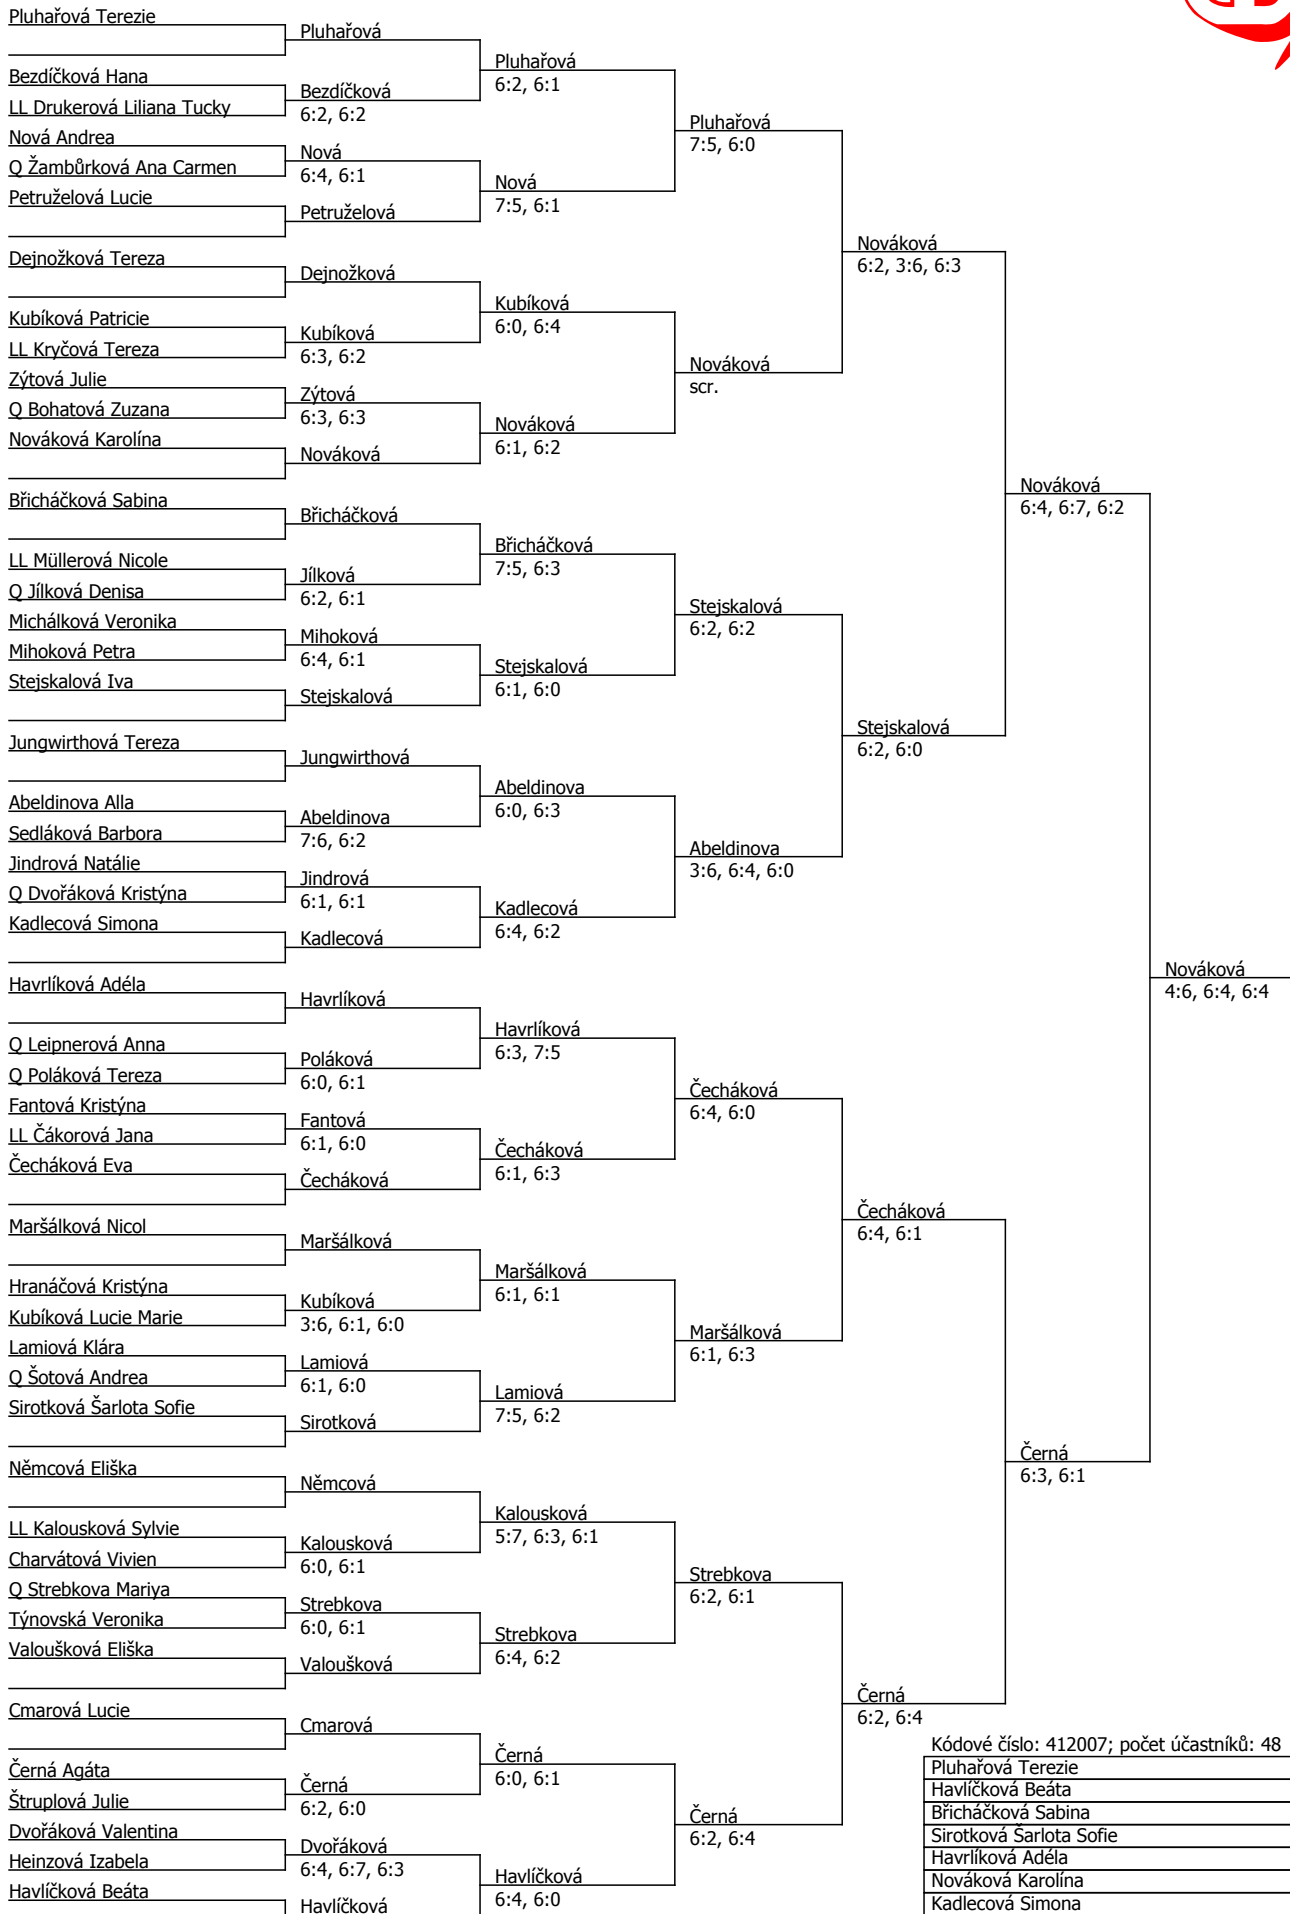 Pluhařová Terezie
Bezdíčková Hana
LL Drukerová Liliana Tucky
Nová Andrea
Q Žambůrková Ana Carmen
Petruželová Lucie
Dejnožková Tereza
Kubíková Patricie
LL Kryčová Tereza
Zýtová Julie
Q Bohatová Zuzana
Nováková Karolína
Břicháčková Sabina
LL Müllerová Nicole
Q Jílková Denisa
Michálková Veronika
Mihoková Petra
Stejskalová Iva
Jungwirthová Tereza
Abeldinova Alla
Sedláková Barbora
Jindrová Natálie
Q Dvořáková Kristýna
Kadlecová Simona
Havrlíková Adéla
Q Leipnerová Anna
Q Poláková Tereza
Fantová Kristýna
LL Čákorová Jana
Čecháková Eva
Maršálková Nicol
Hranáčová Kristýna
Kubíková Lucie Marie
Lamiová Klára
Q Šotová Andrea
Sirotková Šarlota Sofie
Němcová Eliška
LL Kalousková Sylvie
Charvátová Vivien
Q Strebkova Mariya
Týnovská Veronika
Valoušková Eliška
Cmarová Lucie
Černá Agáta
Štruplová Julie
Dvořáková Valentina
Heinzová Izabela
Havlíčková Beáta
Pluhařová
Bezdíčková
6:2, 6:2
Nová
6:4, 6:1
Petruželová
Dejnožková
Kubíková
6:3, 6:2
Zýtová
6:3, 6:3
Nováková
Břicháčková
Jílková
6:2, 6:1
Mihoková
6:4, 6:1
Stejskalová
Jungwirthová
Abeldinova
7:6, 6:2
Jindrová
6:1, 6:1
Kadlecová
Havrlíková
Poláková
6:0, 6:1
Fantová
6:1, 6:0
Čecháková
Maršálková
Kubíková
3:6, 6:1, 6:0
Lamiová
6:1, 6:0
Sirotková
Němcová
Kalousková
6:0, 6:1
Strebkova
6:0, 6:1
Valoušková
Cmarová
Černá
6:2, 6:0
Dvořáková
6:4, 6:7, 6:3
Havlíčková
Pluhařová
6:2, 6:1
Nová
7:5, 6:1
Kubíková
6:0, 6:4
Nováková
6:1, 6:2
Břicháčková
7:5, 6:3
Stejskalová
6:1, 6:0
Abeldinova
6:0, 6:3
Kadlecová
6:4, 6:2
Havrlíková
6:3, 7:5
Čecháková
6:1, 6:3
Maršálková
6:1, 6:1
Lamiová
7:5, 6:2
Kalousková
5:7, 6:3, 6:1
Strebkova
6:4, 6:2
Černá
6:0, 6:1
Havlíčková
6:4, 6:0
Pluhařová
7:5, 6:0
Nováková
scr.
Stejskalová
6:2, 6:2
Abeldinova
3:6, 6:4, 6:0
Čecháková
6:4, 6:0
Maršálková
6:1, 6:3
Strebkova
6:2, 6:1
Černá
6:2, 6:4
Nováková
6:2, 3:6, 6:3
Stejskalová
6:2, 6:0
Čecháková
6:4, 6:1
Černá
6:2, 6:4
Nováková
6:4, 6:7, 6:2
Černá
6:3, 6:1
Nováková
4:6, 6:4, 6:4
Kódové číslo: 412007; počet účastníků: 48
Pluhařová Terezie
Havlíčková Beáta
Břicháčková Sabina
Sirotková Šarlota Sofie
Havrlíková Adéla
Nováková Karolína
Kadlecová Simona